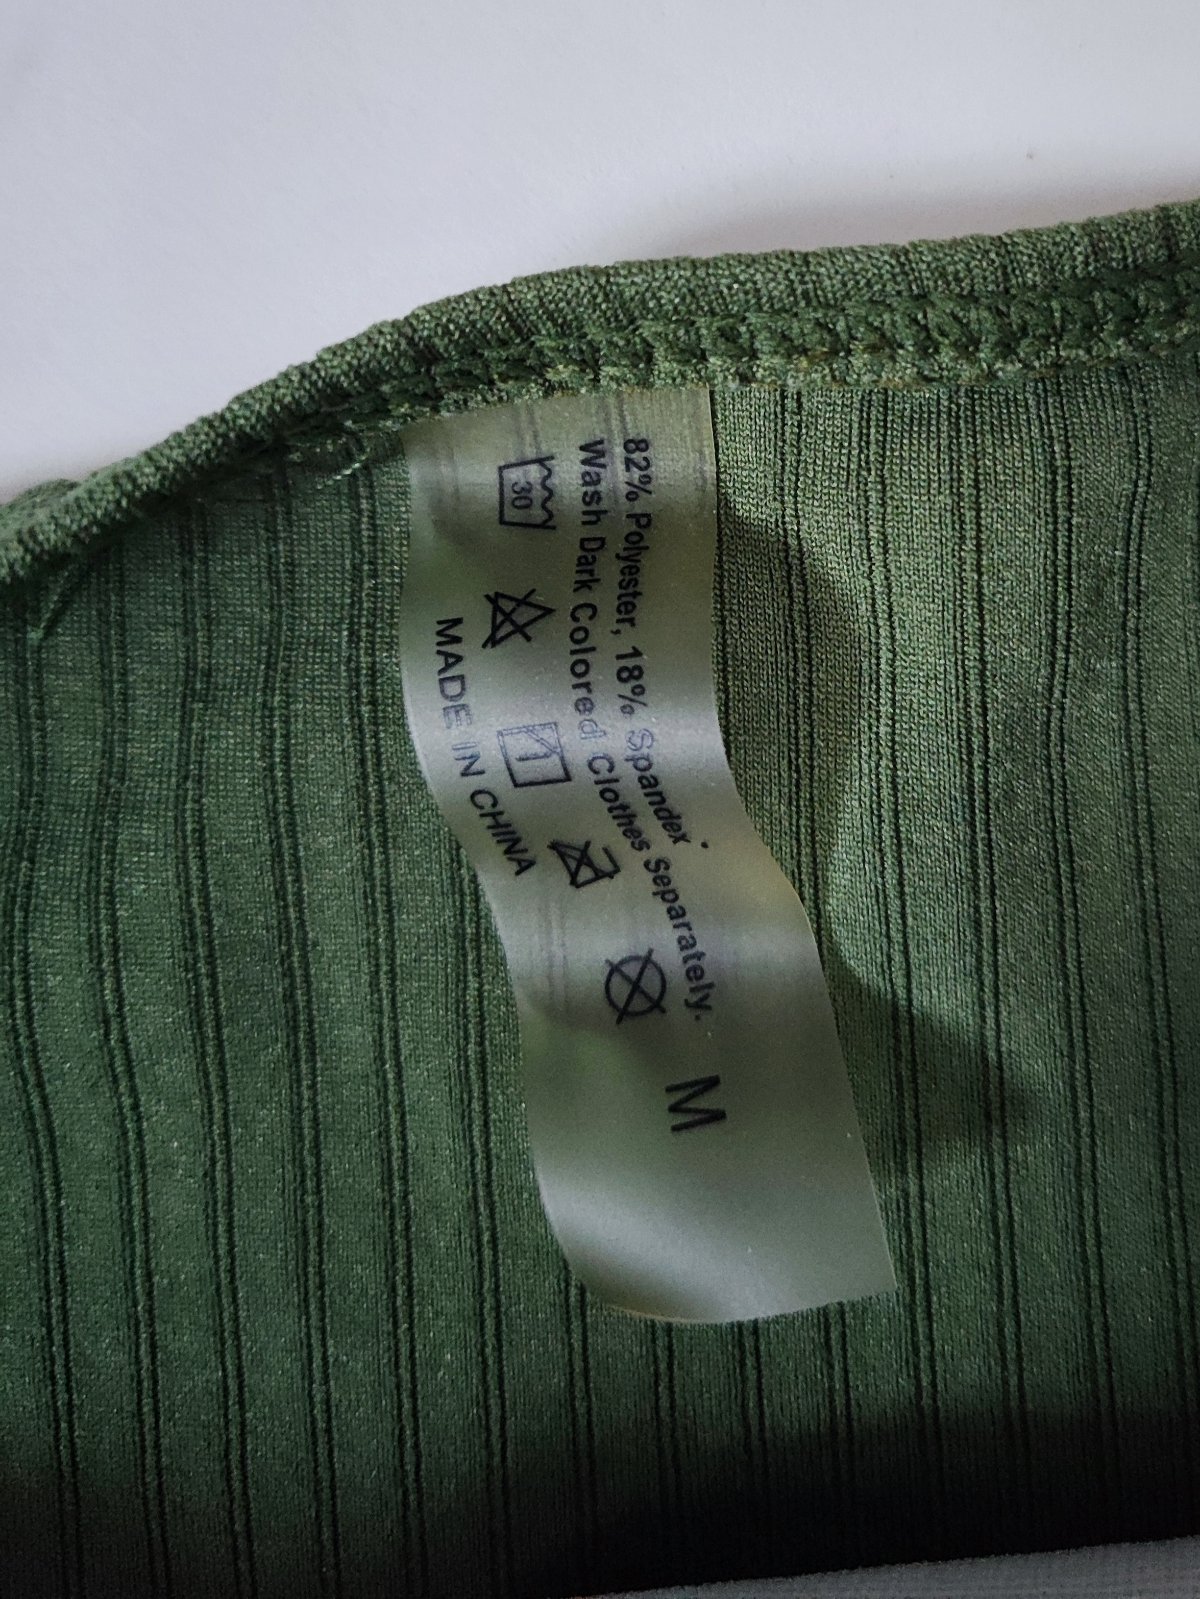 82% Polyester, 18% Spandex
Wash Dark Colored Clothes Separately.
30
MADE IN CHINA
M